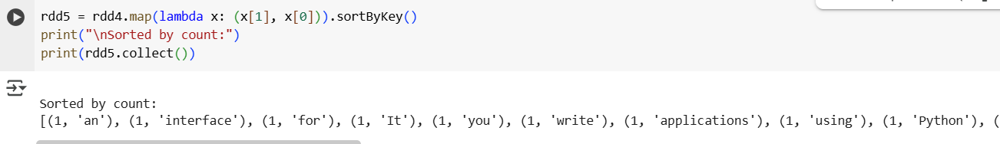 rdd5 = rdd4.map(lambda x: (x[1], x[0])).sortByKey()
print("\nSorted by count:")
print(rdd5.collect())
Sorted by count:
[(1, 'an'), (1, 'interface'), (1, 'for'), (1, 'It'), (1, 'you'), (1, 'write'), (1, 'applications'), (1, 'using'), (1, 'Python'), (